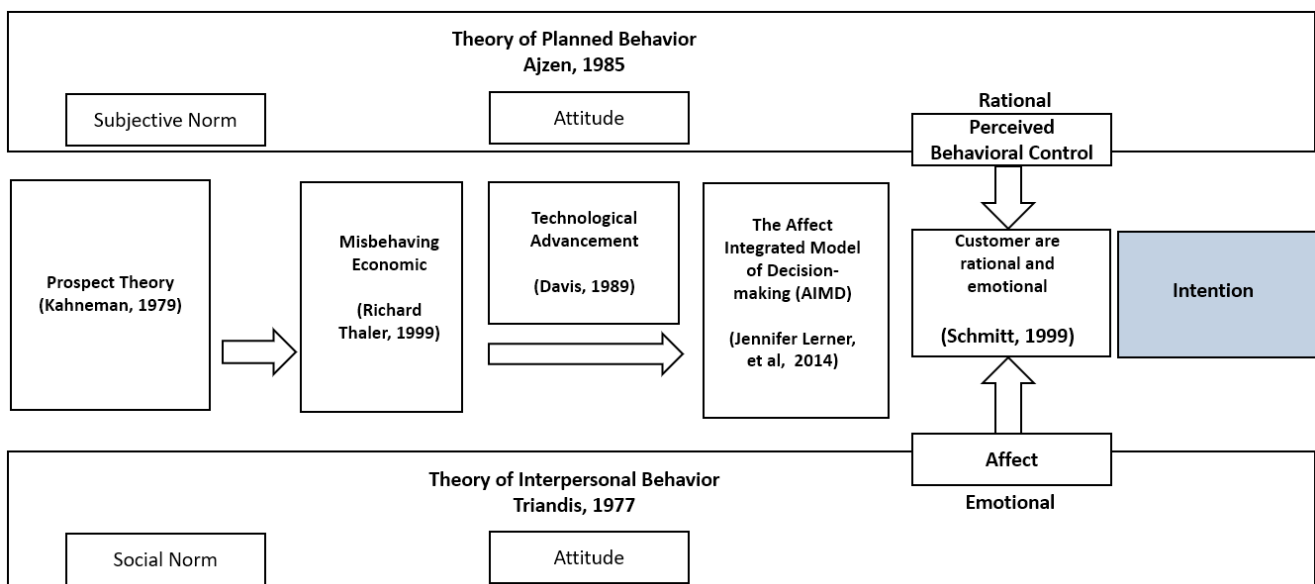 Theory of Planned Behavior
Ajzen, 1985
Subjective Norm
Attitude
Rational
Perceived
Behavioral Control
Prospect Theory
(Kahneman, 1979)
Misbehaving
Economic
(Richard
Thaler, 1999)
Technological
Advancement
(Davis, 1989)
The Affect
Integrated Model
of Decision-
making (AIMD)
(Jennifer Lerner,
et al, 2014)
Customer are
rational and
emotional
(Schmitt, 1999)
Intention
Theory of Interpersonal Behavior
Triandis, 1977
Social Norm
Attitude
Affect
Emotional